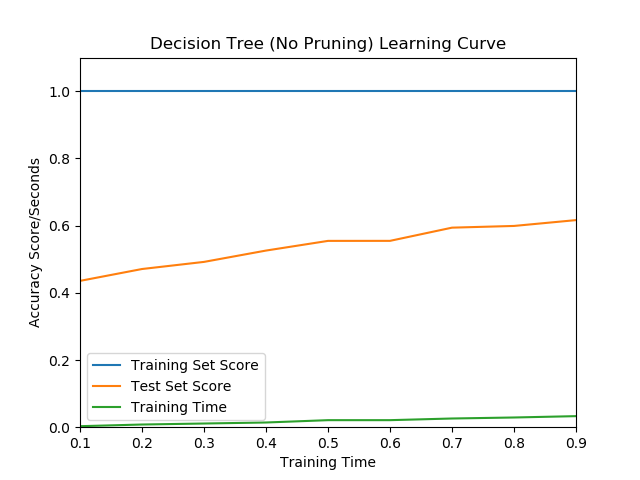 Decision Tree (No Pruning) Learning Curve
Accuracy Score/Seconds
1.0
0.8
0.6
0.4
0.2
0.0
Training Set Score
Test Set Score
Training Time
0.1 0.2 0.3 0.4 0.5 0.6 0.7 0.8 0.9
Training Time